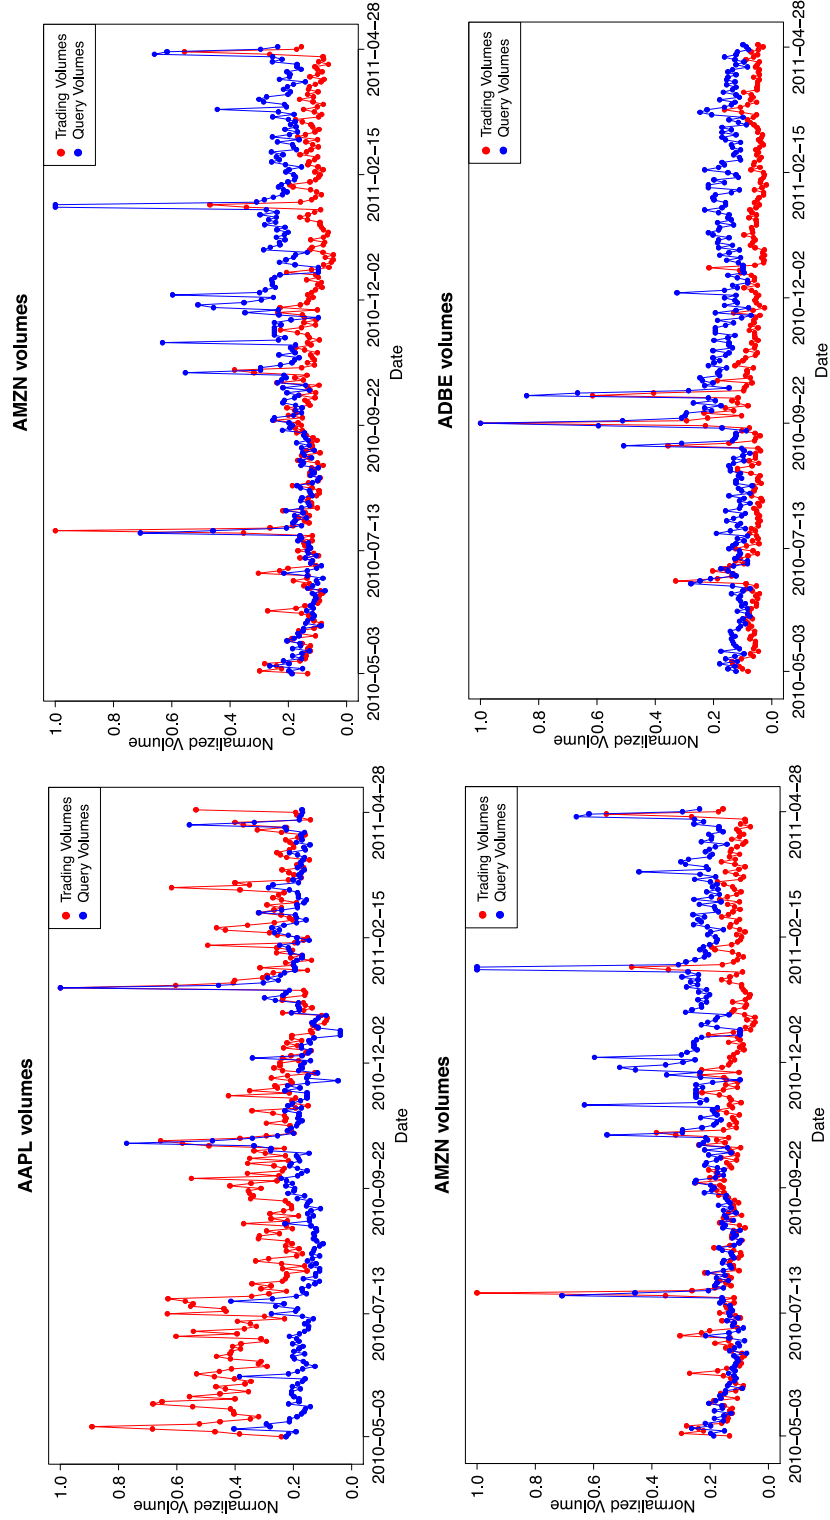 AAPL volumes
Trading Volumes
Query Volumes
Normalized Volume
1.0
0.8
0.6
0.4
0.2
0.0
2010−05−03
2010−07−13
2010−09−22
2010−12−02
2011−02−15
2011−04−28
Date
AMZN volumes
Trading Volumes
Query Volumes
Normalized Volume
1.0
0.8
0.6
0.4
0.2
0.0
2010−05−03
2010−07−13
2010−09−22
2010−12−02
2011−02−15
2011−04−28
Date
AMZN volumes
Trading Volumes
Query Volumes
Normalized Volume
1.0
0.8
0.6
0.4
0.2
0.0
2010−05−03
2010−07−13
2010−09−22
2010−12−02
2011−02−15
2011−04−28
Date
ADBE volumes
Trading Volumes
Query Volumes
Normalized Volume
1.0
0.8
0.6
0.4
0.2
0.0
2010−05−03
2010−07−13
2010−09−22
2010−12−02
2011−02−15
2011−04−28
Date